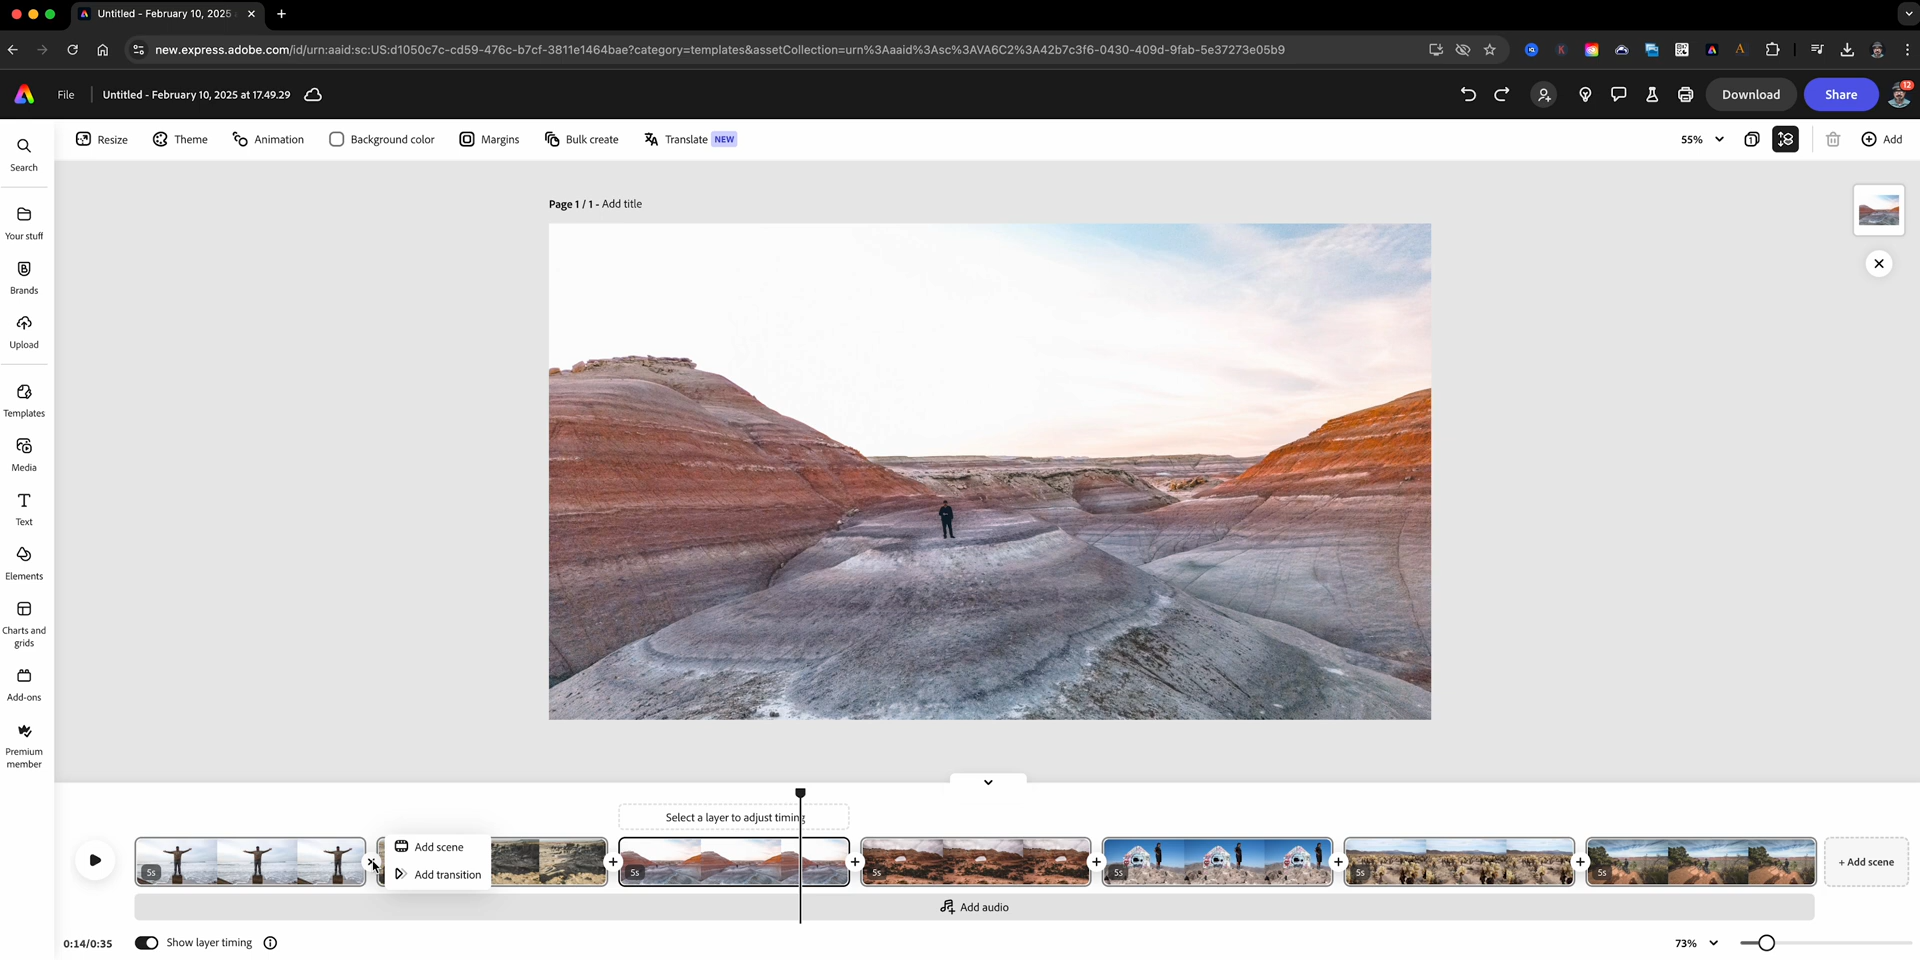 Untitled - February 10, 2025
new.express.adobe.com/id/urn:aaid:sc:US:d1050c7c-cd59-476c-b7cf-3811e1464bae?category=templates&assetCollection=urn%3Aaaid%3Asc%3AVA6C2%3A42b7c3f6-0430-409d-9fab-5e37273e05b9
File
Untitled - February 10, 2025 at 17.49.29
Download
Share
12
Resize
Theme
Animation
Background color
Margins
Bulk create
Translate NEW
55%
Add
Search
Your stuff
Brands
Upload
Templates
Media
Text
Elements
Charts and
grids
Add-ons
Premium
member
Page 1 / 1 - Add title
Select a layer to adjust timing
Add scene
Add transition
5s
5s
5s
5s
5s
5s
+ Add scene
Add audio
0:14/0:35
Show layer timing
73%